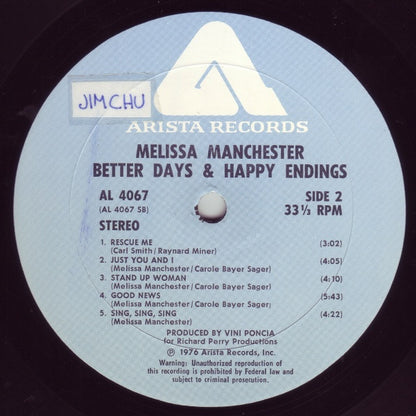 JIM CHU
ARISTA RECORDS
MELISSA MANCHESTER
BETTER DAYS & HAPPY ENDINGS
AL 4067
(AL 4067 SB)
STEREO
SIDE 2
33⅓ RPM
1. RESCUE ME (3:02)
(Carl Smith/Raynard Miner)
2. JUST YOU AND I (4:05)
(Melissa Manchester/Carole Bayer Sager)
3. STAND UP WOMAN (4:10)
(Melissa Manchester/Carole Bayer Sager)
4. GOOD NEWS (5:43)
(Melissa Manchester/Carole Bayer Sager)
5. SING, SING, SING (4:22)
(Melissa Manchester)
PRODUCED BY VINI PONCIA
for Richard Perry Productions
Ⓟ 1976 Arista Records, Inc.
Warning: Unauthorized reproduction of
this recording is prohibited by Federal law and
subject to criminal prosecution.